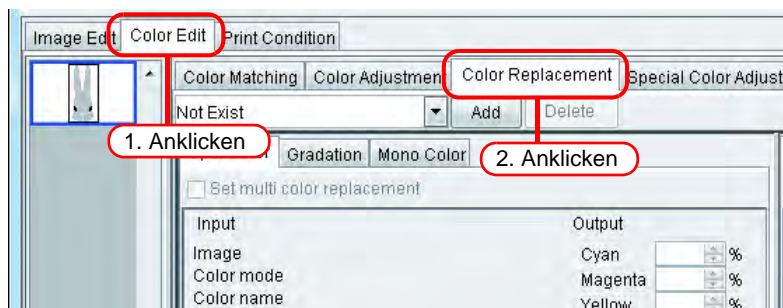 Image Edit Color Edit Print Condition
Color Matching Color Adjustment Color Replacement Special Color Adjust
Not Exist Add Delete
1. Anklicken
Gradation Mono Color 2. Anklicken
Set multi color replacement
Input Output
Image Cyan %
Color mode Magenta %
Color name Yellow %